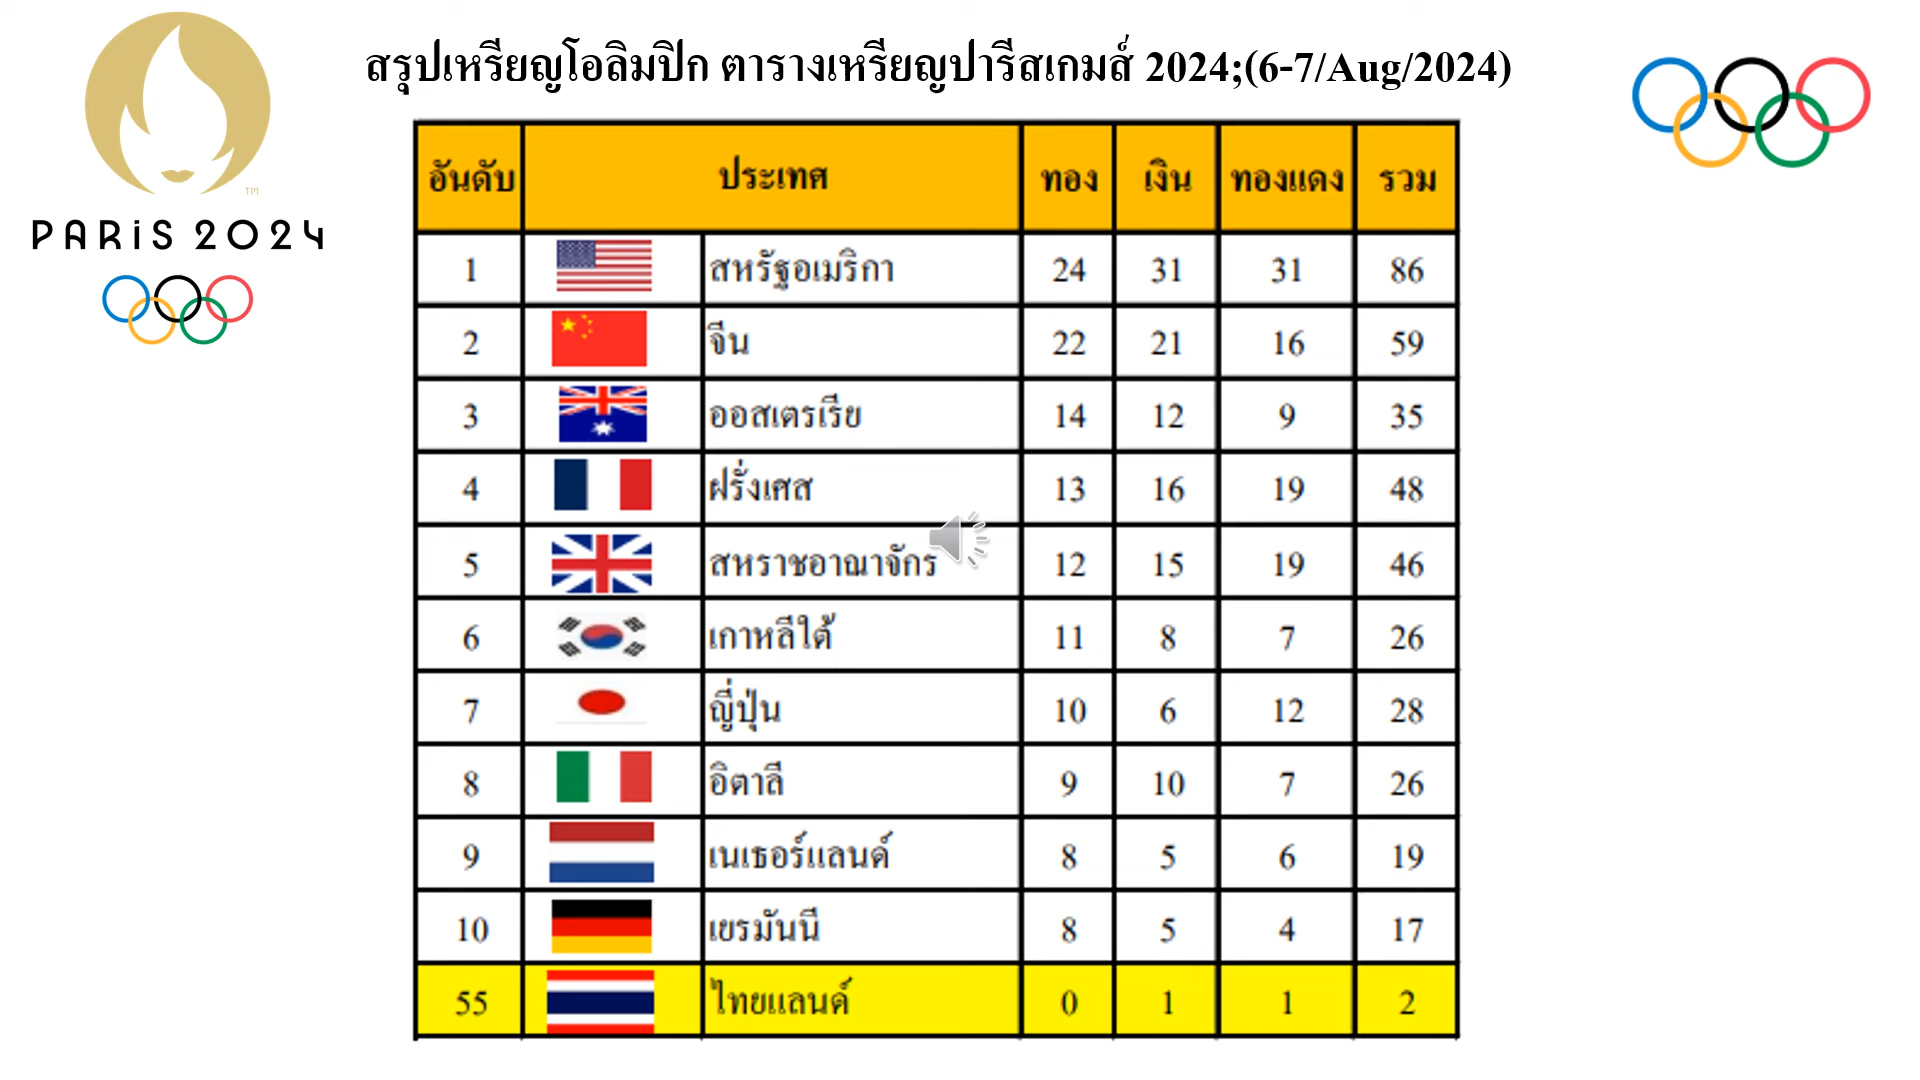 สรุปเหรียญโอลิมปิก ตารางเหรียญปารีสเกมส์ 2024;(6-7/Aug/2024)
TM
PARIS 2024
อันดับ ประเทศ ทอง เงิน ทองแดง รวม
1 สหรัฐอเมริกา 24 31 31 86
2 จีน 22 21 16 59
3 ออสเตรเรีย 14 12 9 35
4 ฝรั่งเศส 13 16 19 48
5 สหราชอาณาจักร 12 15 19 46
6 เกาหลีใต้ 11 8 7 26
7 ญี่ปุ่น 10 6 12 28
8 อิตาลี 9 10 7 26
9 เนเธอร์แลนด์ 8 5 6 19
10 เยรมันนี 8 5 4 17
55 ไทยแลนด์ 0 1 1 2